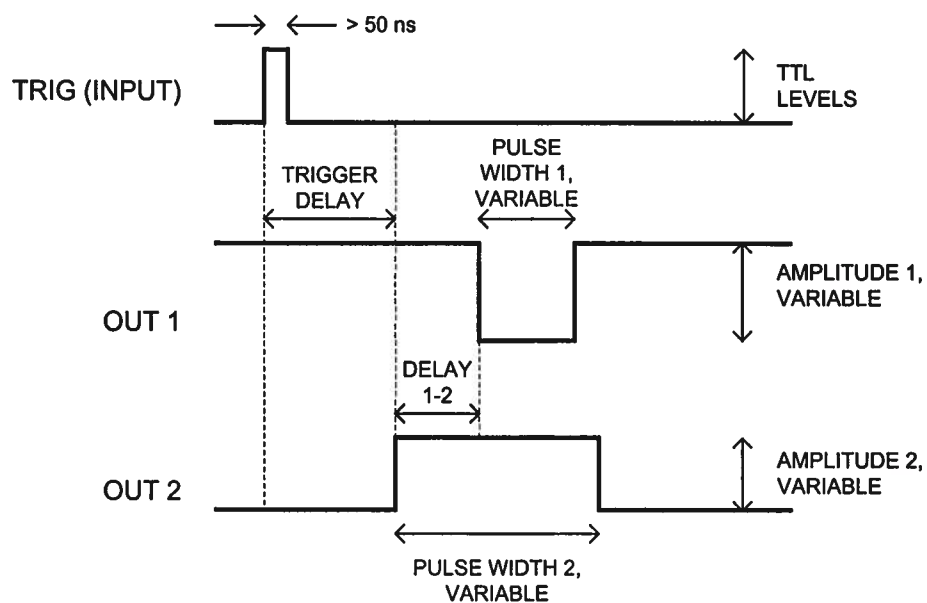 > 50 ns
TRIG (INPUT)
TTL
LEVELS
PULSE
WIDTH 1,
VARIABLE
TRIGGER
DELAY
AMPLITUDE 1,
VARIABLE
OUT 1
DELAY
1-2
AMPLITUDE 2,
VARIABLE
OUT 2
PULSE WIDTH 2,
VARIABLE